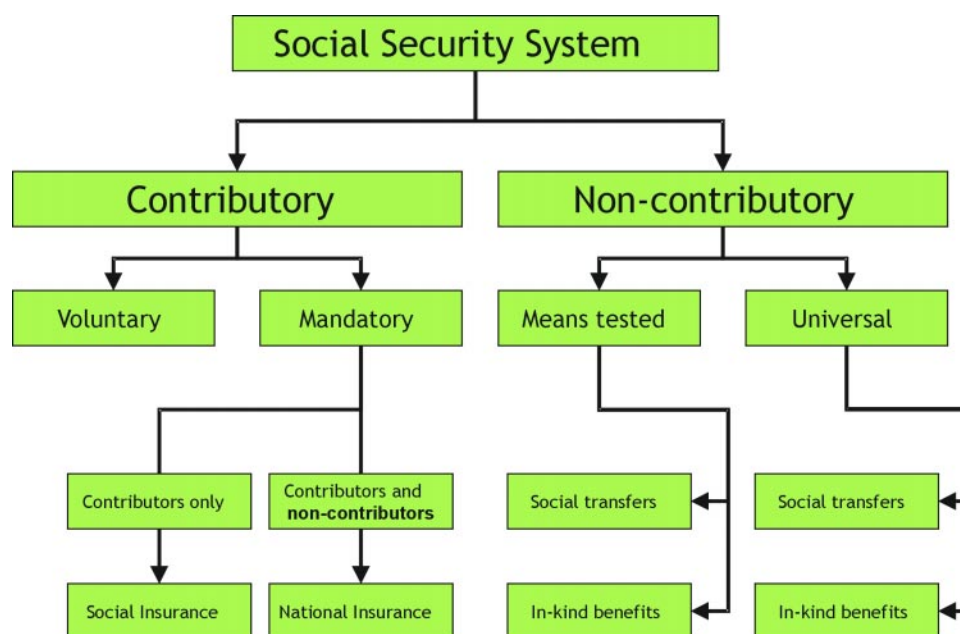 Social Security System
Contributory
Non-contributory
Voluntary
Mandatory
Means tested
Universal
Contributors only
Contributors and
non-contributors
Social transfers
Social transfers
Social Insurance
National Insurance
In-kind benefits
In-kind benefits